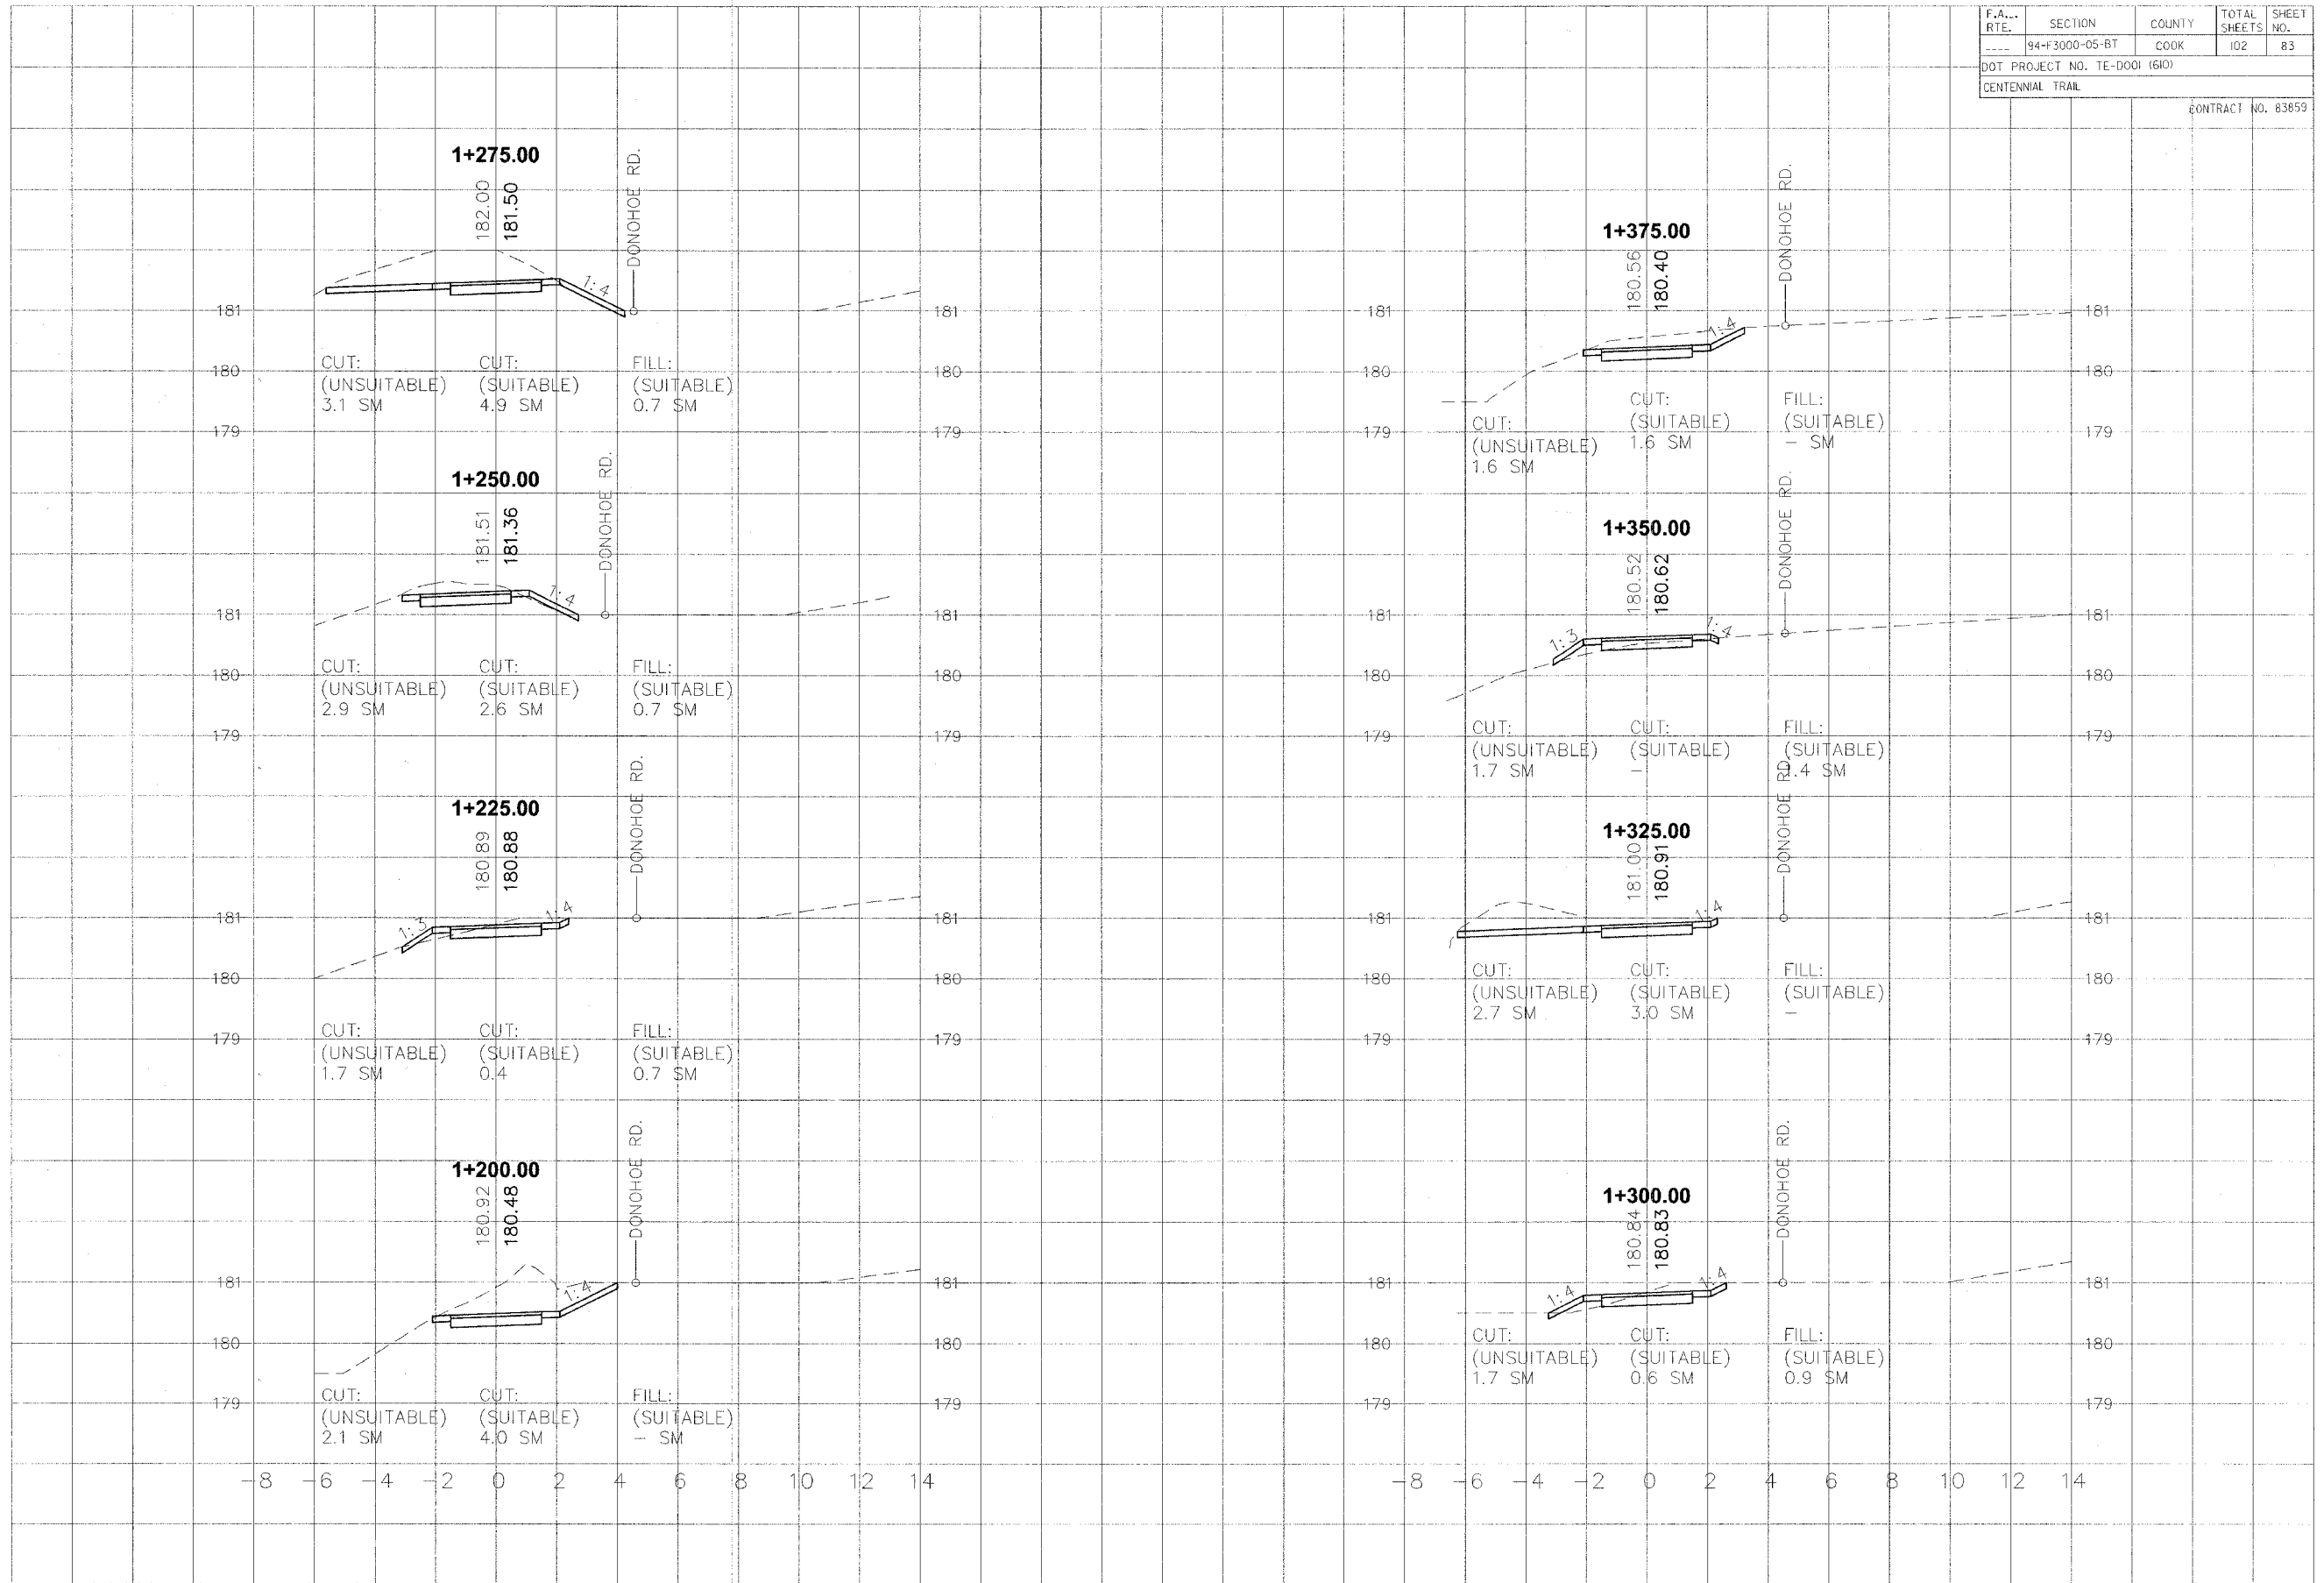 F.A... RTE. SECTION COUNTY TOTAL SHEETS SHEET NO.
---- 94-F3000-05-BT COOK 102 83
DOT PROJECT NO. TE-D001 (610)
CENTENNIAL TRAIL
CONTRACT NO. 83859
1+275.00
182.00
181.50
DONOHOE RD.
1:4
181 181
180 180
179 179
CUT: CUT: FILL:
(UNSUITABLE) (SUITABLE) (SUITABLE)
3.1 SM 4.9 SM 0.7 SM
1+250.00
181.51
181.36
DONOHOE RD.
1:4
181 181
180 180
179 179
CUT: CUT: FILL:
(UNSUITABLE) (SUITABLE) (SUITABLE)
2.9 SM 2.6 SM 0.7 SM
1+225.00
180.89
180.88
DONOHOE RD.
1:3 1:4
181 181
180 180
179 179
CUT: CUT: FILL:
(UNSUITABLE) (SUITABLE) (SUITABLE)
1.7 SM 0.4 0.7 SM
1+200.00
180.92
180.48
DONOHOE RD.
1:4
181 181
180 180
179 179
CUT: CUT: FILL:
(UNSUITABLE) (SUITABLE) (SUITABLE)
2.1 SM 4.0 SM – SM
-8 -6 -4 -2 0 2 4 6 8 10 12 14
1+375.00
180.56
180.40
DONOHOE RD.
1:4
181 181
180 180
179 179
CUT: CUT: FILL:
(UNSUITABLE) (SUITABLE) (SUITABLE)
1.6 SM 1.6 SM – SM
1+350.00
180.52
180.62
DONOHOE RD.
1:3 1:4
181 181
180 180
179 179
CUT: CUT: FILL:
(UNSUITABLE) (SUITABLE) (SUITABLE)
1.7 SM – SM
1+325.00
181.00
180.91
DONOHOE RD.
1:4
181 181
180 180
179 179
CUT: CUT: FILL:
(UNSUITABLE) (SUITABLE) (SUITABLE)
2.7 SM 3.0 SM –
1+300.00
180.84
180.83
DONOHOE RD.
1:4 1:4
181 181
180 180
179 179
CUT: CUT: FILL:
(UNSUITABLE) (SUITABLE) (SUITABLE)
1.7 SM 0.6 SM 0.9 SM
-8 -6 -4 -2 0 2 4 6 8 10 12 14